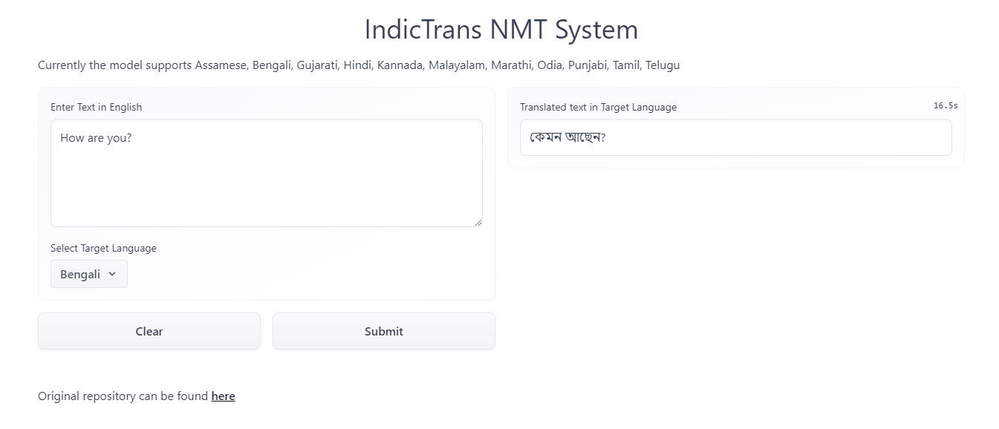 IndicTrans NMT System
Currently the model supports Assamese, Bengali, Gujarati, Hindi, Kannada, Malayalam, Marathi, Odia, Punjabi, Tamil, Telugu
Enter Text in English
How are you?
Select Target Language
Bengali
Clear
Submit
Translated text in Target Language
16.5s
কেমন আছেন?
Original repository can be found here